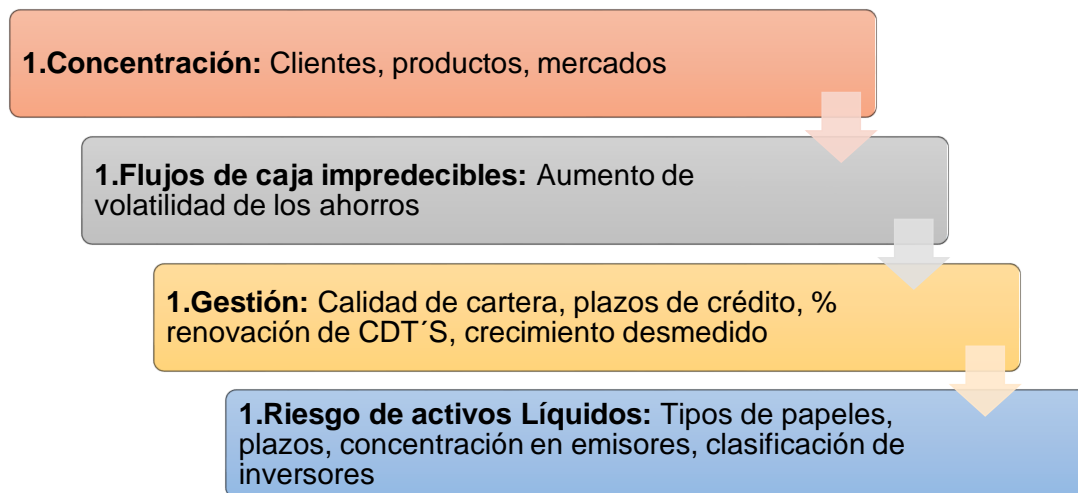 1.Concentración: Clientes, productos, mercados
1.Flujos de caja impredecibles: Aumento de
volatilidad de los ahorros
1.Gestión: Calidad de cartera, plazos de crédito, %
renovación de CDT´S, crecimiento desmedido
1.Riesgo de activos Líquidos: Tipos de papeles,
plazos, concentración en emisores, clasificación de
inversores